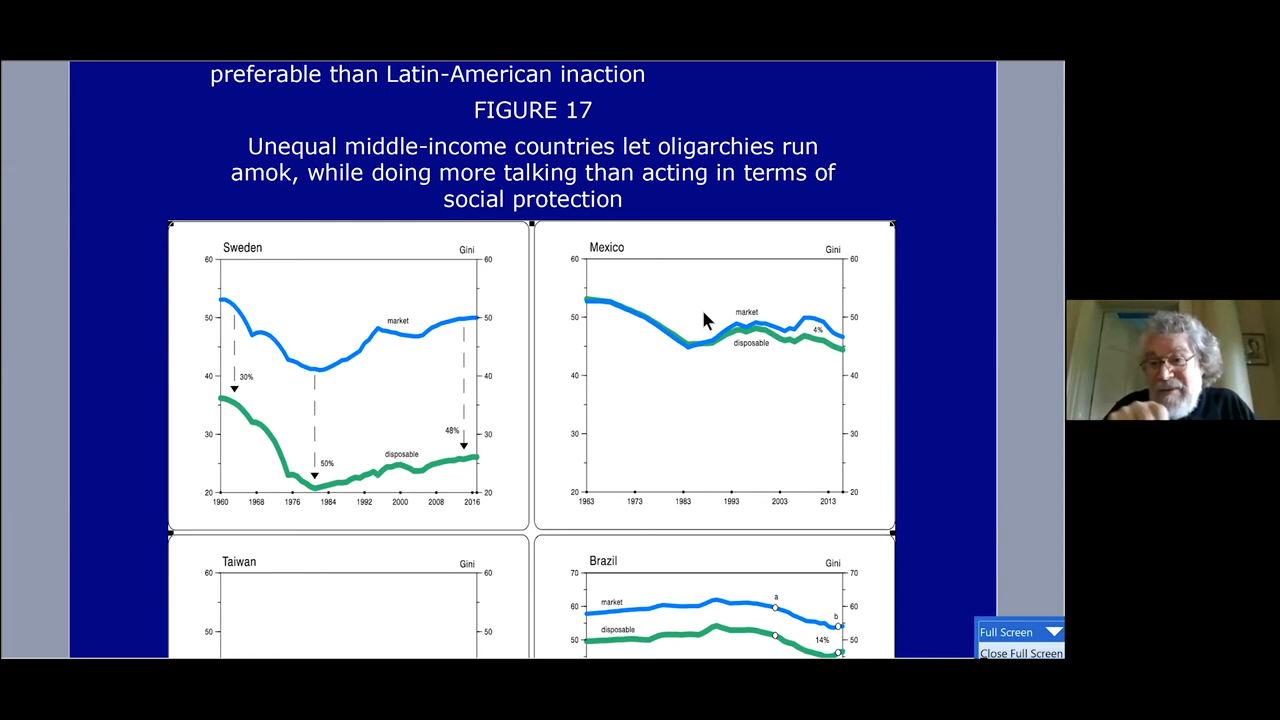 preferable than Latin-American inaction
FIGURE 17
Unequal middle-income countries let oligarchies run
amok, while doing more talking than acting in terms of
social protection
Sweden
Gini
60
60
50
50
40
40
30
30
20
20
market
disposable
30%
50%
48%
1960
1968
1976
1984
1992
2000
2008
2016
Mexico
Gini
60
60
50
50
40
40
30
30
20
20
market
disposable
4%
1963
1973
1983
1993
2003
2013
Taiwan
Gini
60
60
50
50
Brazil
Gini
70
70
60
60
50
50
market
disposable
a
b
14%
Full Screen
Close Full Screen